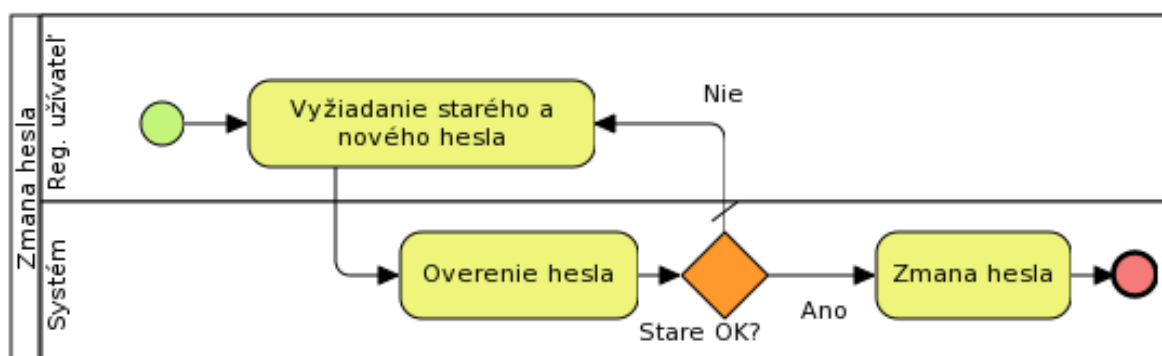 Zmana hesla
Reg. užívateľ
Vyžiadanie starého a
nového hesla
Nie
Systém
Overenie hesla
Stare OK?
Ano
Zmana hesla